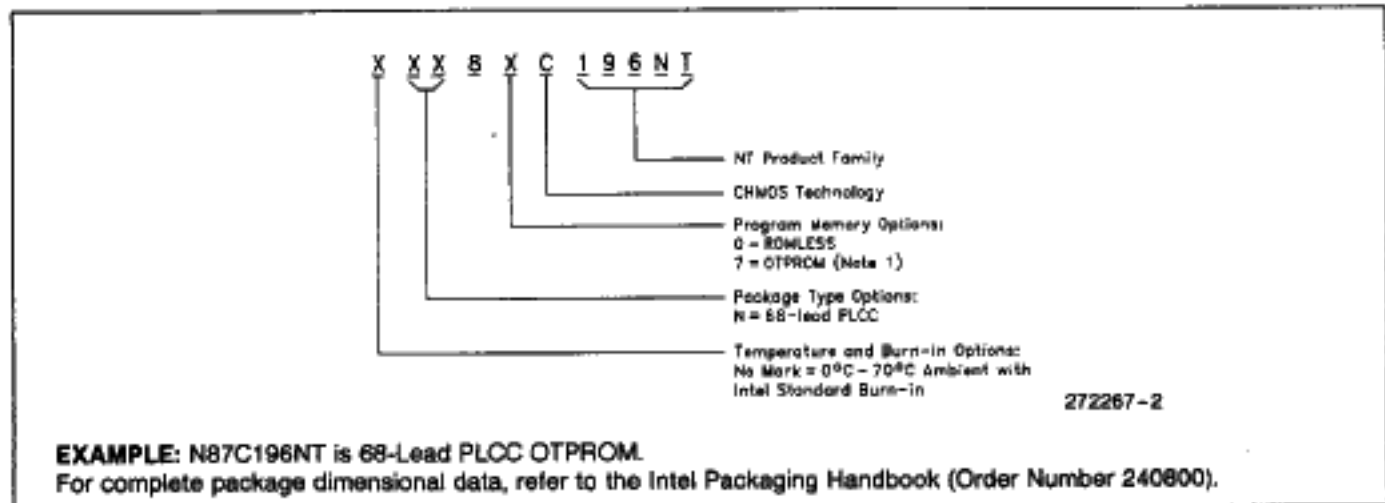 X XX 8 X C 196NT
NT Product Family
CHMOS Technology
Program Memory Options:
0 = ROMLESS
7 = OTPROM (Note 1)
Package Type Options:
N = 68-lead PLCC
Temperature and Burn-in Options:
No Mark = 0°C - 70°C Ambient with
Intel Standard Burn-in
272267-2
EXAMPLE: N87C196NT is 68-Lead PLCC OTPROM.
For complete package dimensional data, refer to the Intel Packaging Handbook (Order Number 240800).